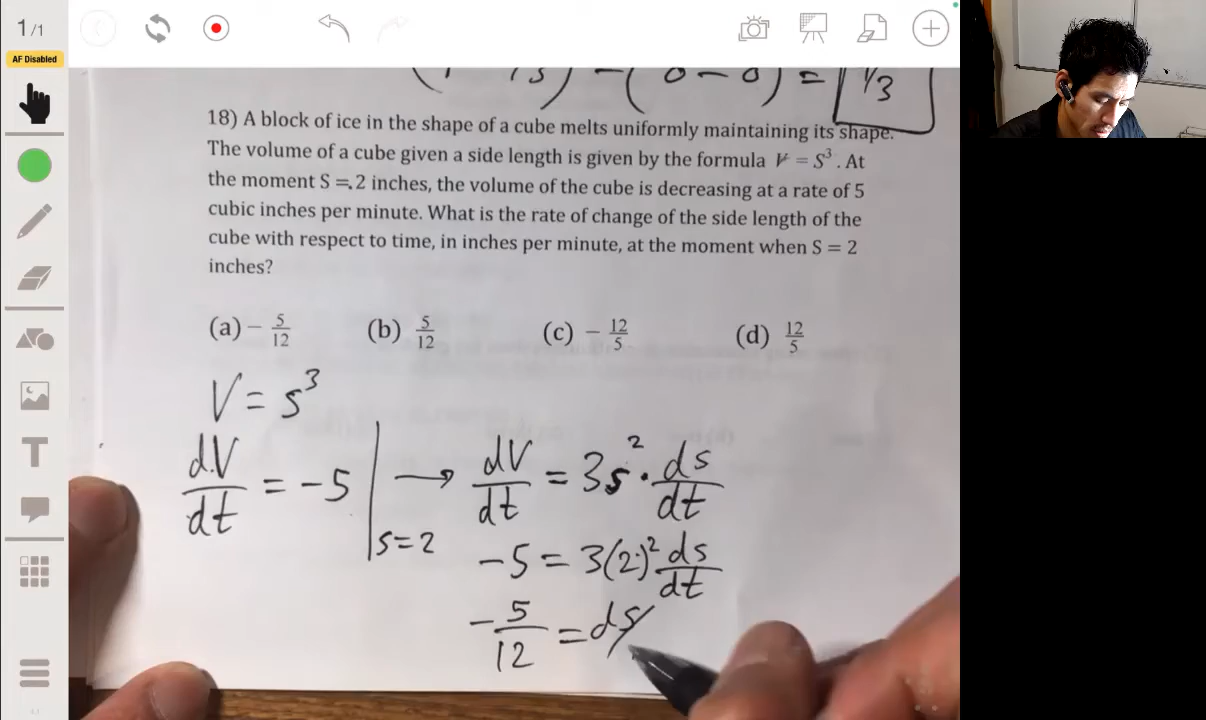 1/1
AF Disabled
) - (0 - 0) = 1/3
18) A block of ice in the shape of a cube melts uniformly maintaining its shape.
The volume of a cube given a side length is given by the formula V = S³. At
the moment S = 2 inches, the volume of the cube is decreasing at a rate of 5
cubic inches per minute. What is the rate of change of the side length of the
cube with respect to time, in inches per minute, at the moment when S = 2
inches?
(a) − 5/12 (b) 5/12 (c) − 12/5 (d) 12/5
V = s³
dV/dt = -5 | s=2 → dV/dt = 3s² · ds/dt
-5 = 3(2)² ds/dt
-5/12 = ds/
T